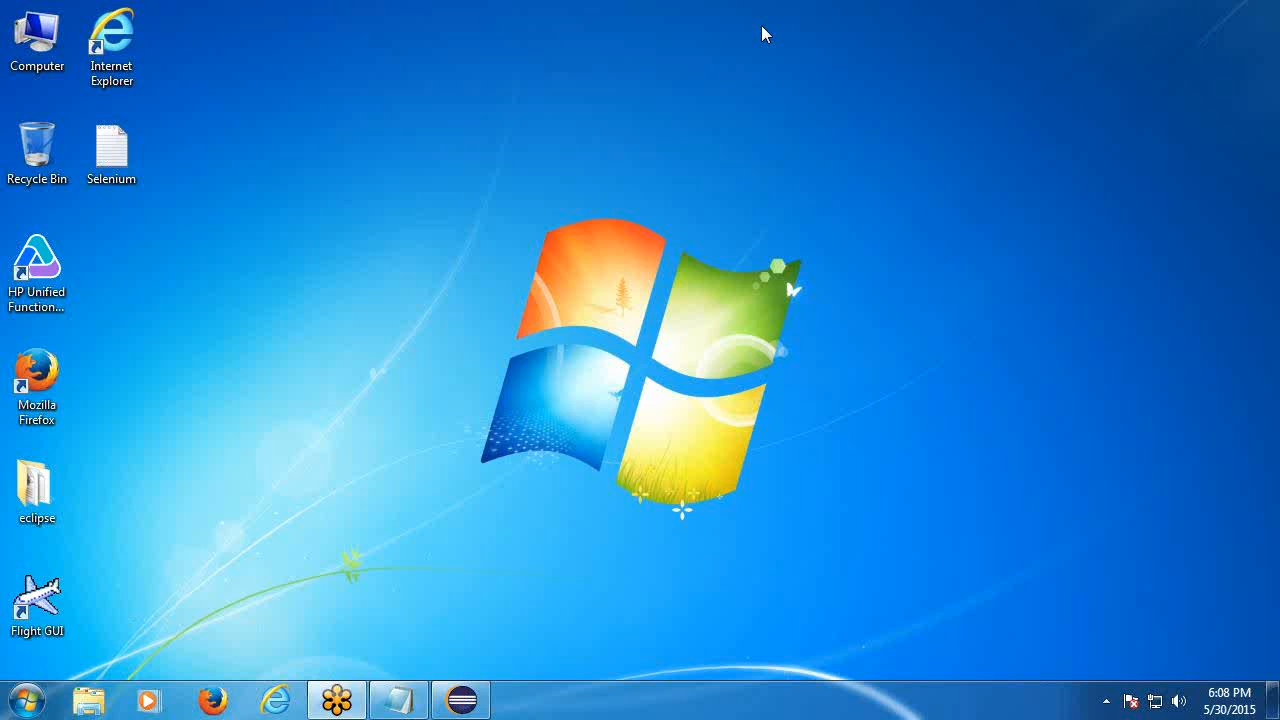 Computer
Internet
Explorer
Recycle Bin
Selenium
HP Unified
Function...
Mozilla
Firefox
eclipse
Flight GUI
6:08 PM
5/30/2015